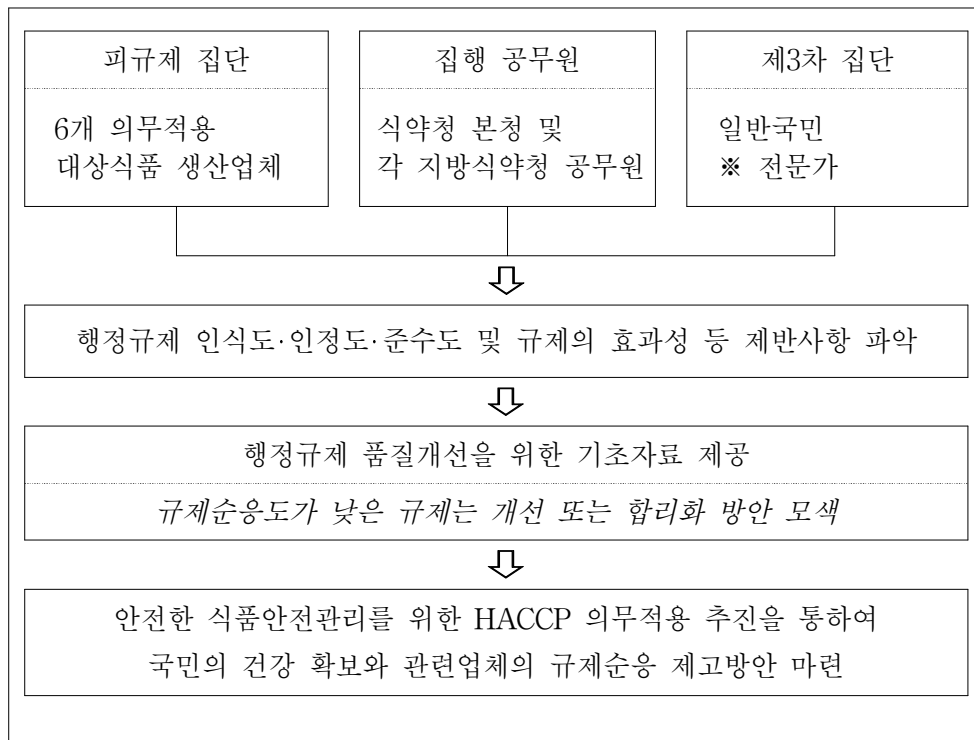 피규제 집단
6개 의무적용
대상식품 생산업체
집행 공무원
식약청 본청 및
각 지방식약청 공무원
제3차 집단
일반국민
※ 전문가
행정규제 인식도·인정도·준수도 및 규제의 효과성 등 제반사항 파악
행정규제 품질개선을 위한 기초자료 제공
규제순응도가 낮은 규제는 개선 또는 합리화 방안 모색
안전한 식품안전관리를 위한 HACCP 의무적용 추진을 통하여
국민의 건강 확보와 관련업체의 규제순응 제고방안 마련